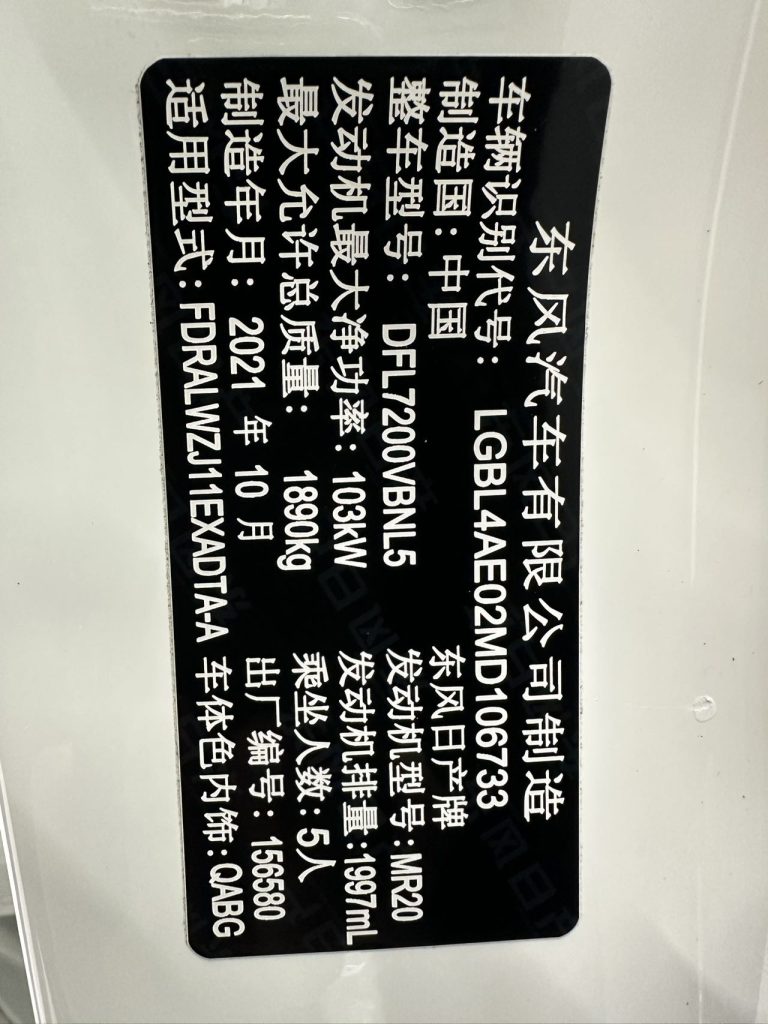 东风汽车有限公司制造
车辆识别代号: LGBL4AE02MD106733
制造国: 中国 东风日产牌
整车型号: DFL7200VBNL5 发动机型号: MR20
发动机最大净功率: 103kW 发动机排量: 1997mL
最大允许总质量: 1890kg 乘坐人数: 5人
制造年月: 2021 年 10 月 出厂编号: 156580
适用型式: FDRALWZJ11EXADTA-A 车体色内饰: QABG